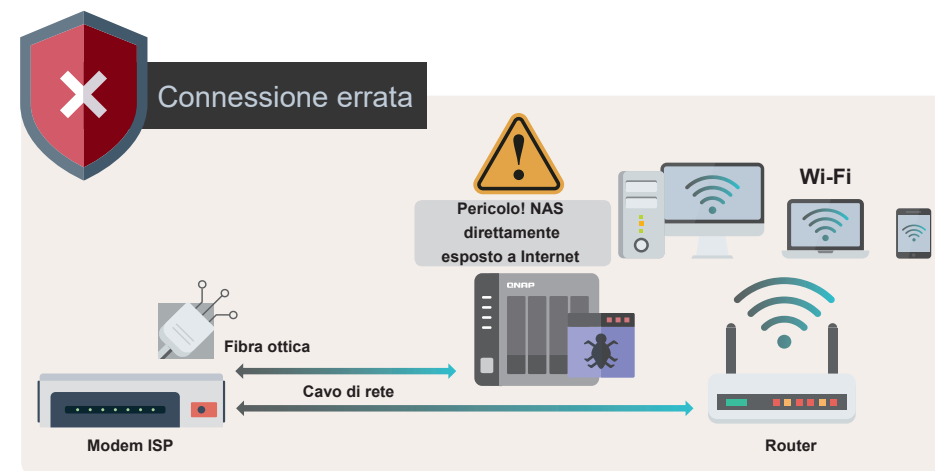 Connessione errata
Wi-Fi
Pericolo! NAS
direttamente
esposto a Internet
QNAP
Fibra ottica
Cavo di rete
Modem ISP
Router